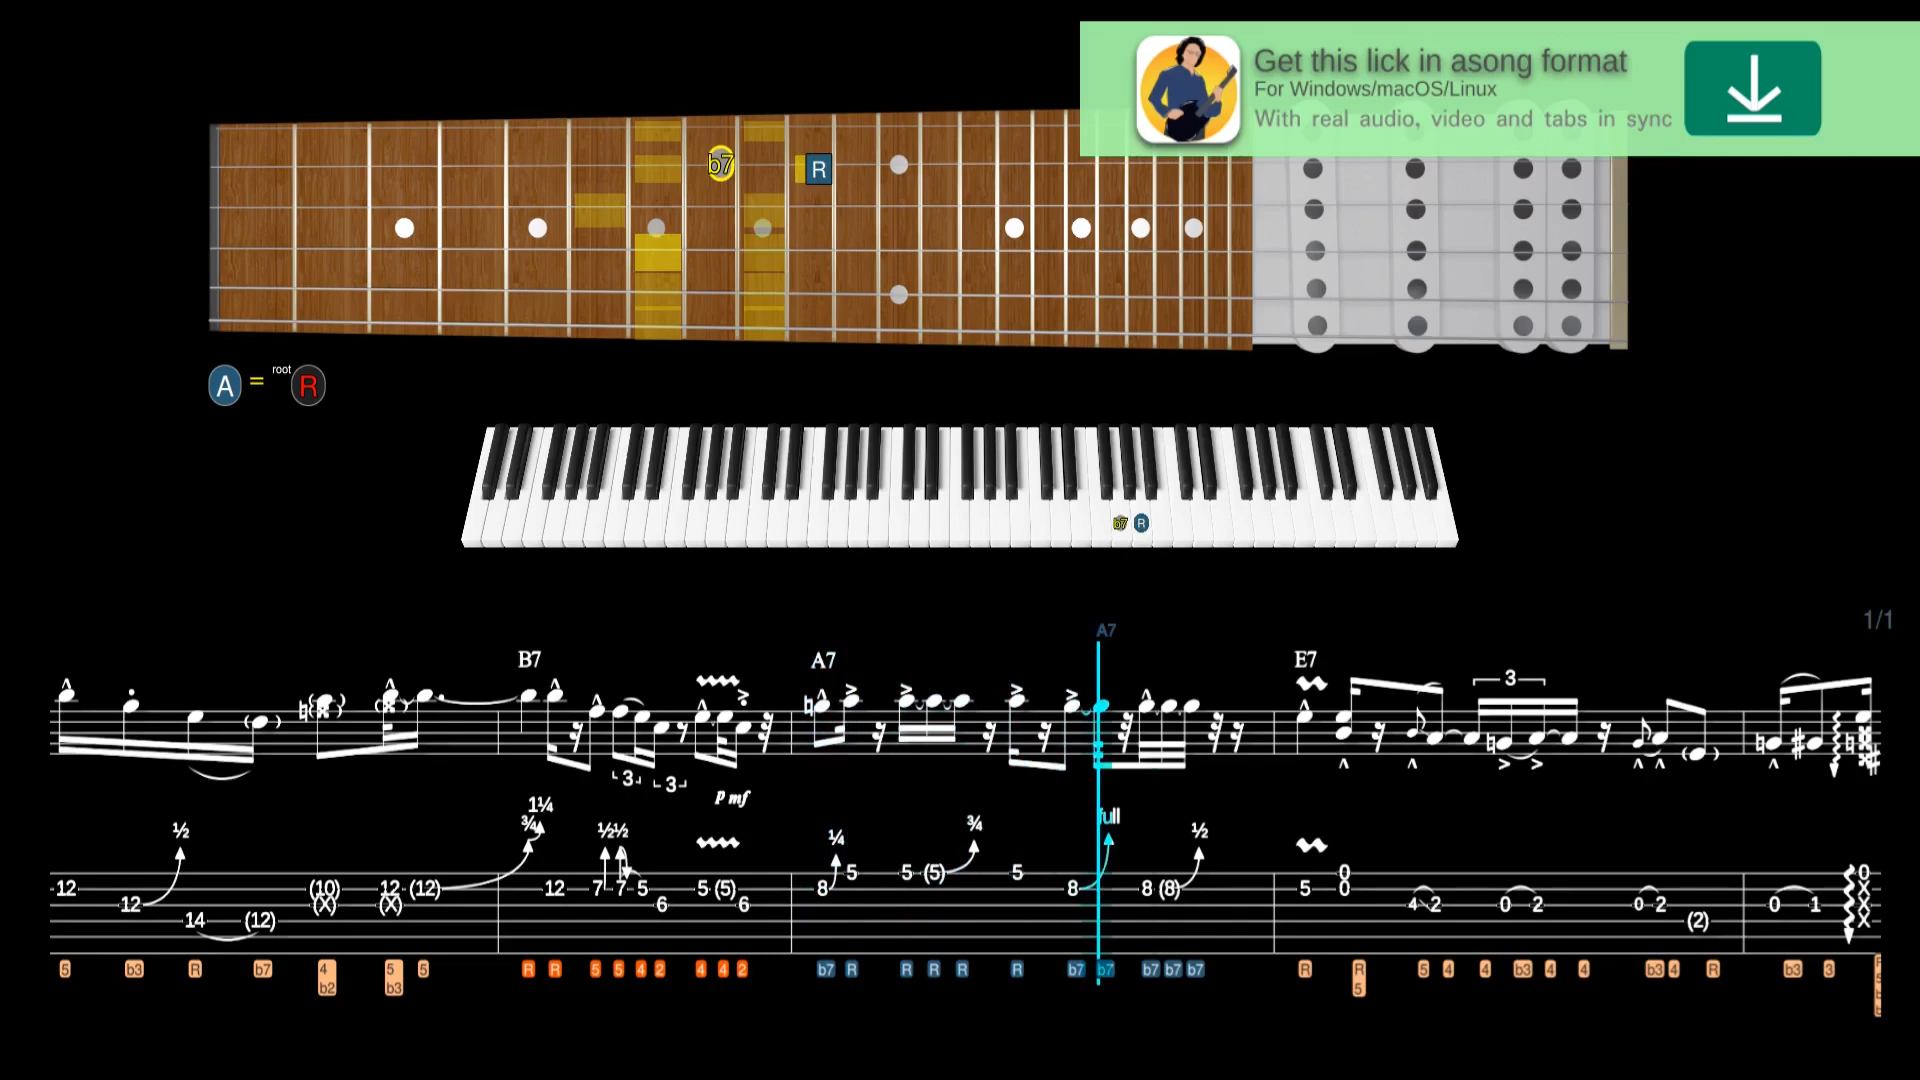 Get this lick in asong format
For Windows/macOS/Linux
With real audio, video and tabs in sync
b7 R
A = root R
b7 R
1/1
A7
B7 A7 E7
3
3 3
p mf
1¼
½ ¾ ½ ½ ¼ ¾ full ½
5 5 (5) 5 0 0
12 12 (10) 12 (12) 12 7 7 5 5 (5) 8 8 8 (8) 5 0 X
12 (X) (X) 6 6 4 2 0 2 0 2 0 1 X
14 (12) (2) X
5 b3 R b7 4 5 5 R R 5 5 4 2 4 4 2 b7 R R R R R b7 b7 b7 b7 b7 R R 5 4 4 b3 4 4 b3 4 R b3 3
b2 b3 5